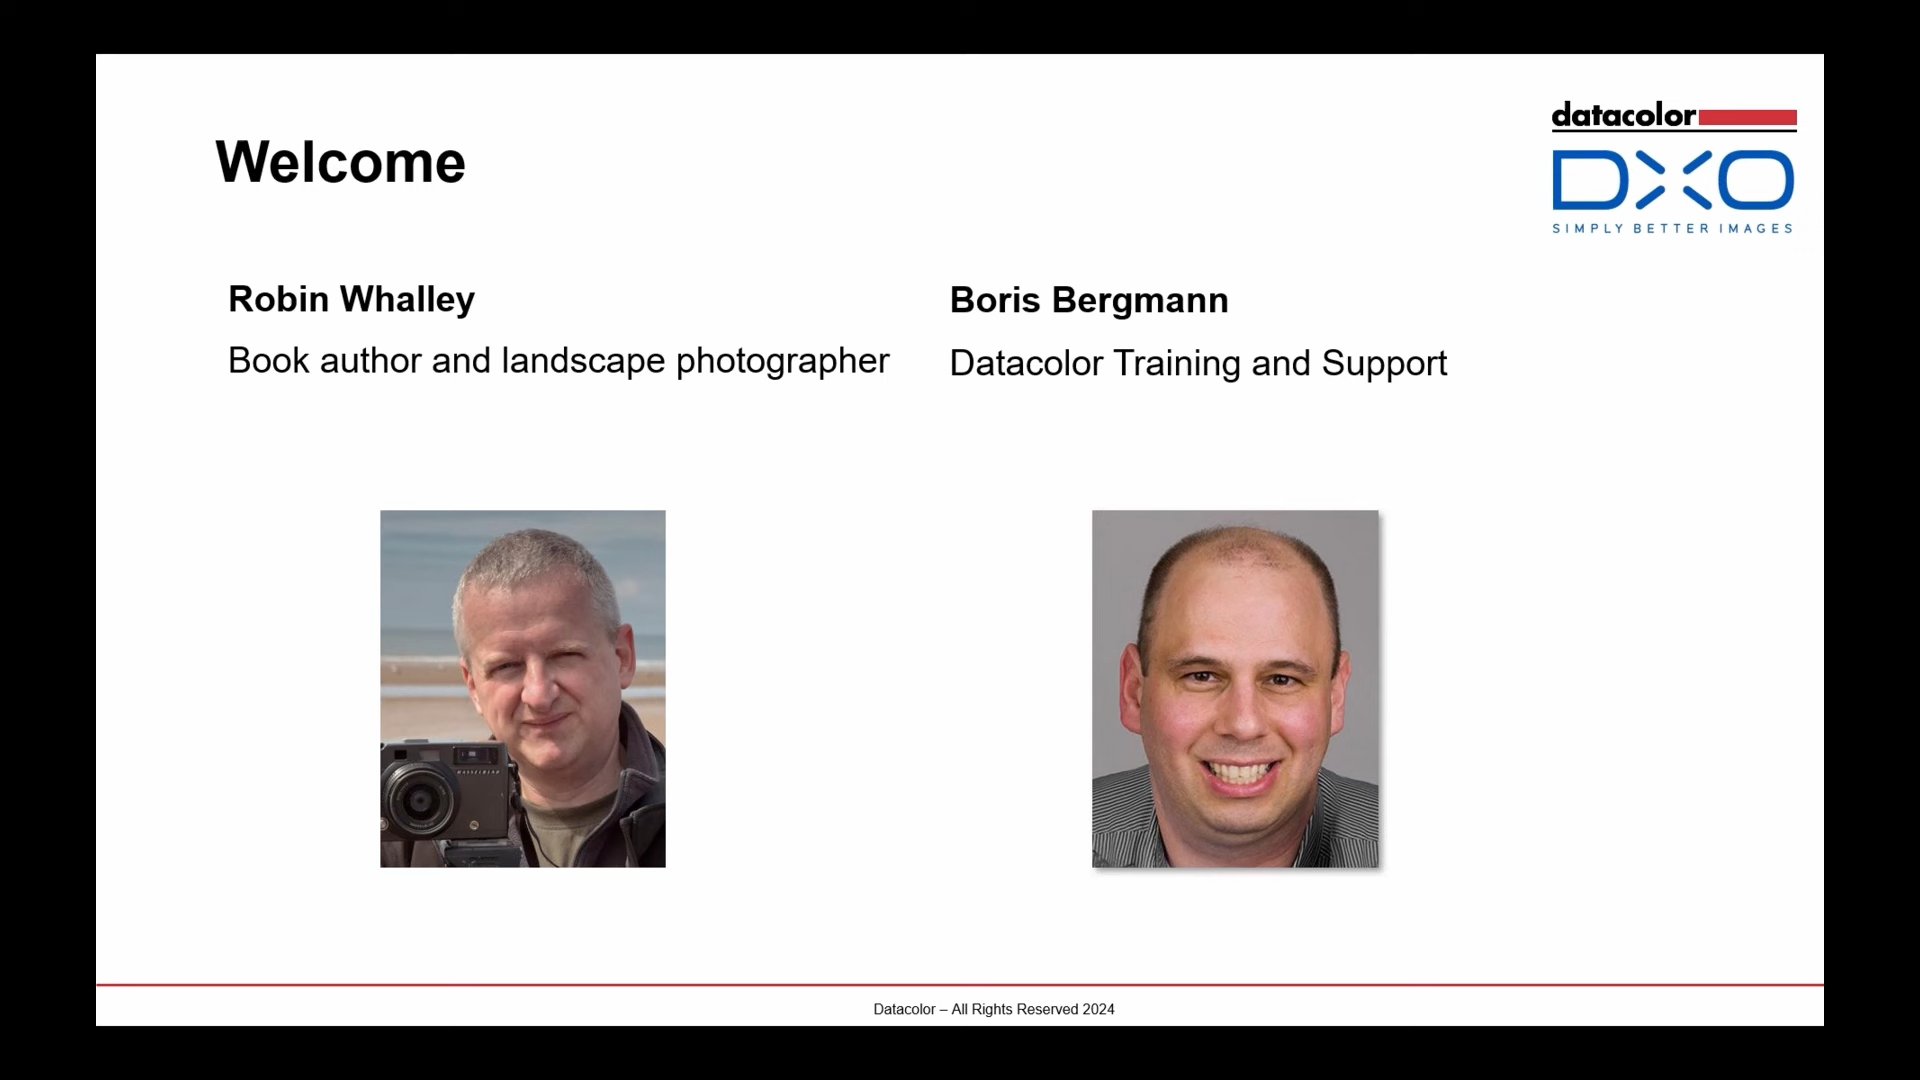 Welcome
datacolor
DXO
SIMPLY BETTER IMAGES
Robin Whalley
Book author and landscape photographer
Boris Bergmann
Datacolor Training and Support
HASSELBLAD
Datacolor – All Rights Reserved 2024